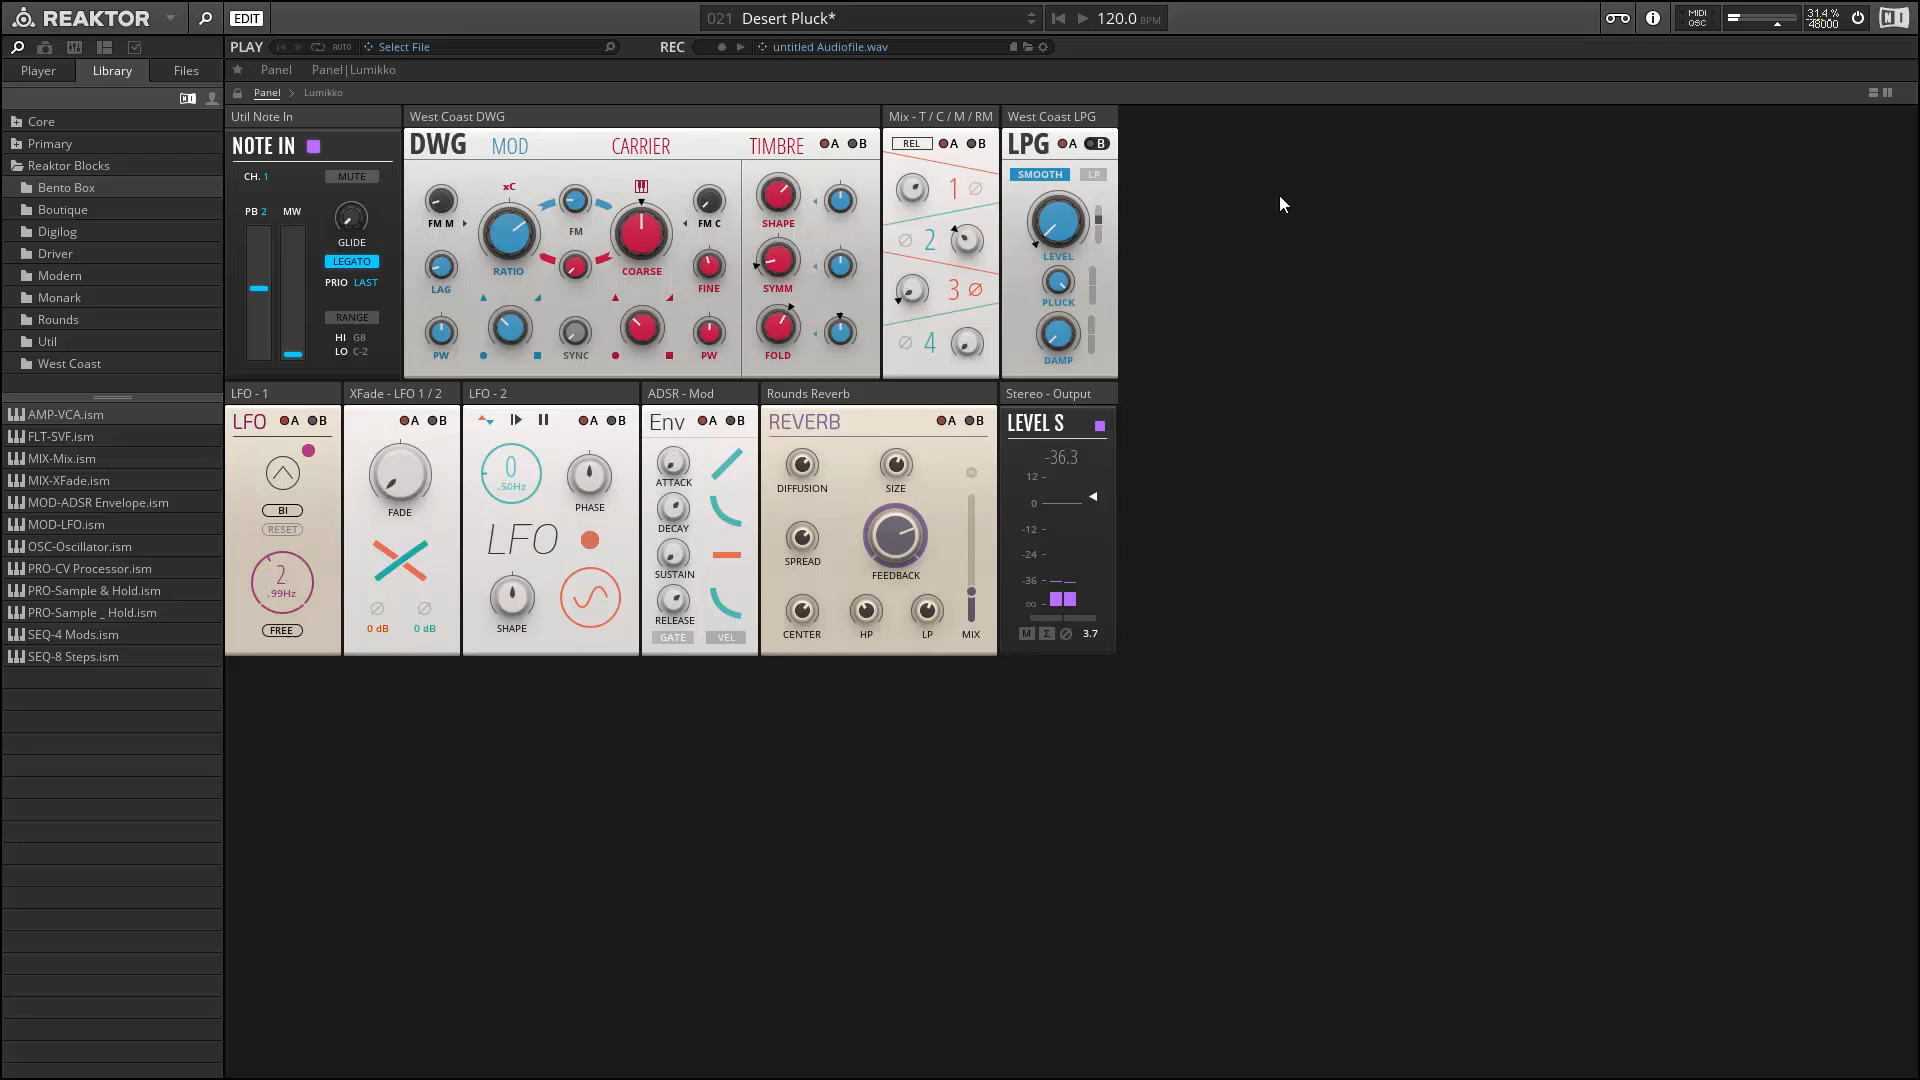 REAKTOR
EDIT
021 Desert Pluck*
120.0 BPM
MIDI
OSC
31.4 %
48000
PLAY
AUTO
Select File
REC
untitled Audiofile.wav
Player
Library
Files
Panel
Panel|Lumikko
Panel > Lumikko
Core
Primary
Reaktor Blocks
Bento Box
Boutique
Digilog
Driver
Modern
Monark
Rounds
Util
West Coast
AMP-VCA.ism
FLT-SVF.ism
MIX-Mix.ism
MIX-XFade.ism
MOD-ADSR Envelope.ism
MOD-LFO.ism
OSC-Oscillator.ism
PRO-CV Processor.ism
PRO-Sample & Hold.ism
PRO-Sample _ Hold.ism
SEQ-4 Mods.ism
SEQ-8 Steps.ism
Util Note In
NOTE IN
CH. 1
MUTE
PB 2
MW
GLIDE
LEGATO
PRIO LAST
RANGE
HI G8
LO C-2
West Coast DWG
DWG
MOD
CARRIER
TIMBRE
A
B
xC
FM M
FM
FM C
SHAPE
RATIO
COARSE
LAG
FINE
SYMM
PW
SYNC
PW
FOLD
Mix - T / C / M / RM
REL
A
B
1
2
3
4
West Coast LPG
LPG
A
B
SMOOTH
LP
LEVEL
PLUCK
DAMP
LFO - 1
LFO
A
B
BI
RESET
2
.99Hz
FREE
XFade - LFO 1 / 2
A
B
FADE
0 dB
0 dB
LFO - 2
A
B
0
.50Hz
PHASE
LFO
SHAPE
ADSR - Mod
Env
A
B
ATTACK
DECAY
SUSTAIN
RELEASE
GATE
VEL
Rounds Reverb
REVERB
A
B
DIFFUSION
SIZE
SPREAD
FEEDBACK
CENTER
HP
LP
MIX
Stereo - Output
LEVEL S
-36.3
12
0
-12
-24
-36
∞
M
Σ
3.7